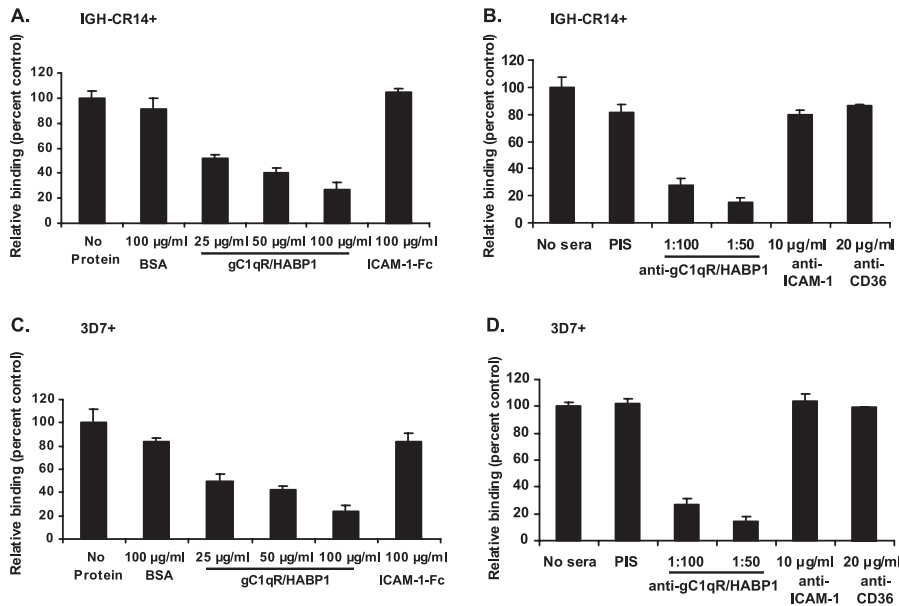 A. IGH-CR14+
Relative binding (percent control)
120
100
80
60
40
20
0
No Protein
100 µg/ml BSA
25 µg/ml 50 µg/ml 100 µg/ml
gC1qR/HABP1
100 µg/ml ICAM-1-Fc
B. IGH-CR14+
Relative binding (percent control)
120
100
80
60
40
20
0
No sera
PIS
1:100 1:50
anti-gC1qR/HABP1
10 µg/ml anti-ICAM-1
20 µg/ml anti-CD36
C. 3D7+
Relative binding (percent control)
120
100
80
60
40
20
0
No Protein
100 µg/ml BSA
25 µg/ml 50 µg/ml 100 µg/ml
gC1qR/HABP1
100 µg/ml ICAM-1-Fc
D. 3D7+
Relative binding (percent control)
120
100
80
60
40
20
0
No sera
PIS
1:100 1:50
anti-gC1qR/HABP1
10 µg/ml anti-ICAM-1
20 µg/ml anti-CD36